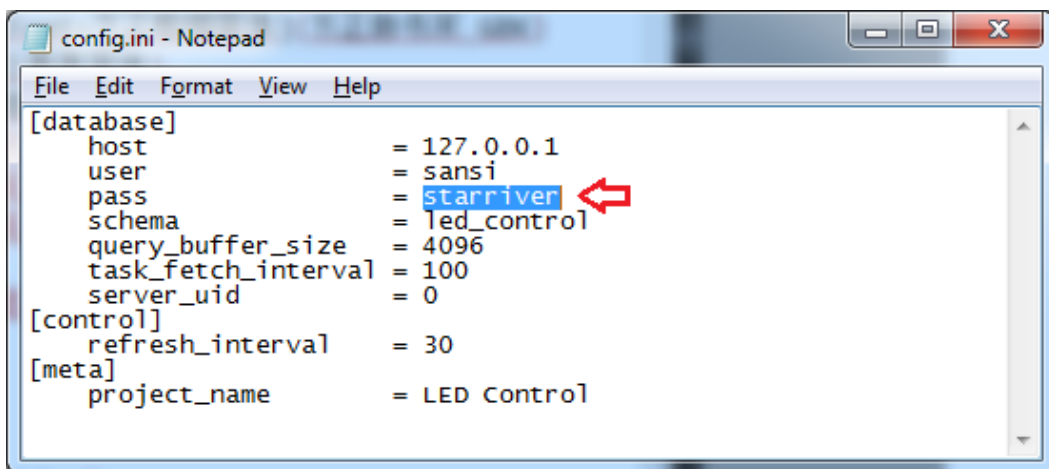 config.ini - Notepad
File Edit Format View Help
[database]
host = 127.0.0.1
user = sansi
pass = starriver
schema = led_control
query_buffer_size = 4096
task_fetch_interval = 100
server_uid = 0
[control]
refresh_interval = 30
[meta]
project_name = LED Control